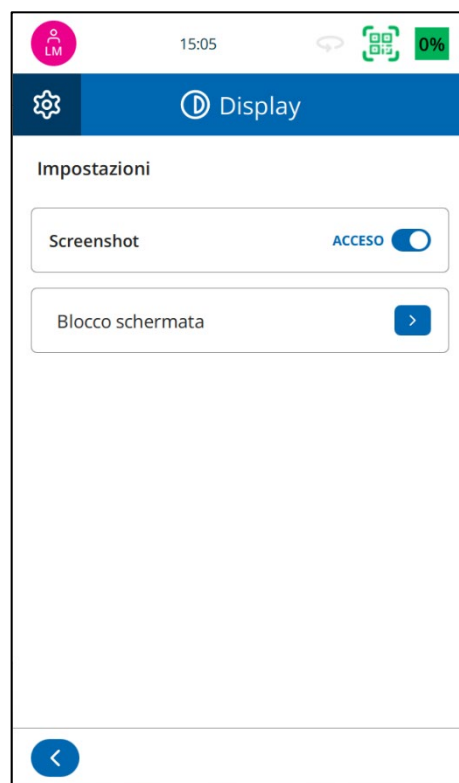 LM
15:05
0%
Display
Impostazioni
Screenshot ACCESO
Blocco schermata